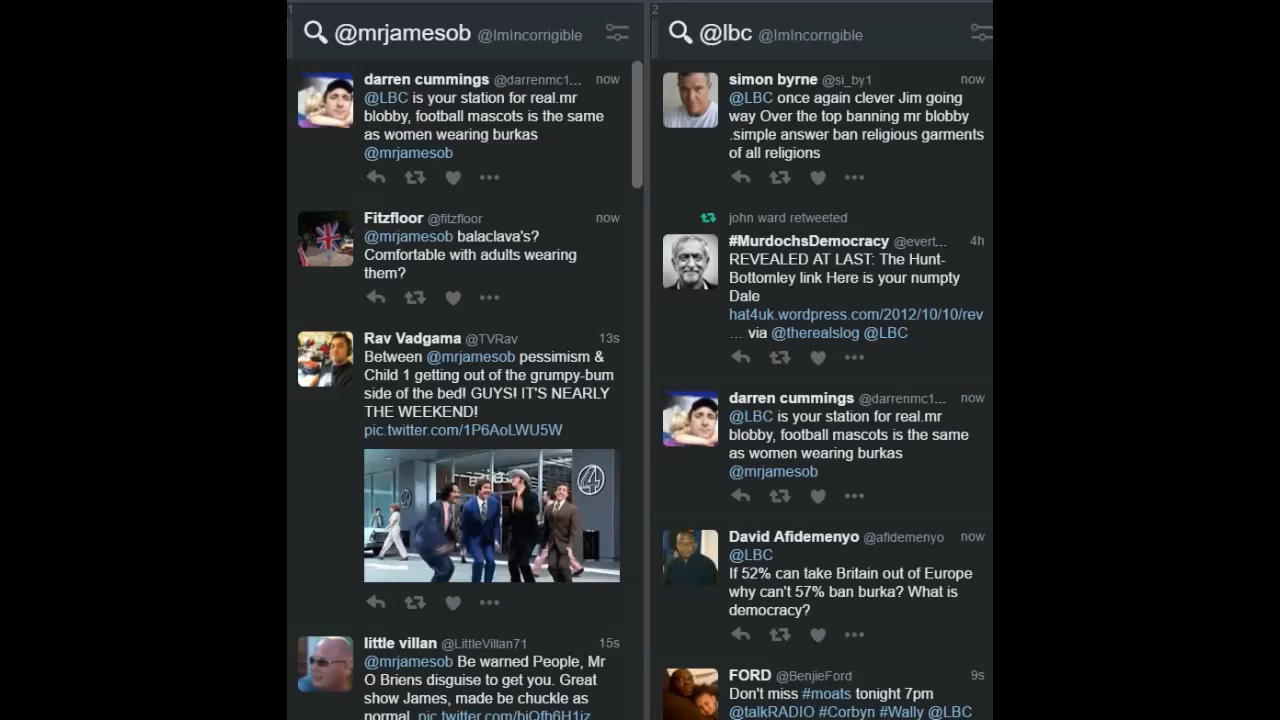 1
@mrjamesob @ImIncorrigible
darren cummings @darrenmc1... now
@LBC is your station for real.mr
blobby, football mascots is the same
as women wearing burkas
@mrjamesob
Fitzfloor @fitzfloor now
@mrjamesob balaclava's?
Comfortable with adults wearing
them?
Rav Vadgama @TVRav 13s
Between @mrjamesob pessimism &
Child 1 getting out of the grumpy-bum
side of the bed! GUYS! IT'S NEARLY
THE WEEKEND!
pic.twitter.com/1P6AoLWU5W
4
little villan @LittleVillan71 15s
@mrjamesob Be warned People, Mr
O Briens disguise to get you. Great
show James, made be chuckle as
normal. pic.twitter.com/biOfh6H1iz
2
@lbc @ImIncorrigible
simon byrne @si_by1 now
@LBC once again clever Jim going
way Over the top banning mr blobby
.simple answer ban religious garments
of all religions
john ward retweeted
#MurdochsDemocracy @evert... 4h
REVEALED AT LAST: The Hunt-
Bottomley link Here is your numpty
Dale
hat4uk.wordpress.com/2012/10/10/rev
... via @therealslog @LBC
darren cummings @darrenmc1... now
@LBC is your station for real.mr
blobby, football mascots is the same
as women wearing burkas
@mrjamesob
David Afidemenyo @afidemenyo now
@LBC
If 52% can take Britain out of Europe
why can't 57% ban burka? What is
democracy?
FORD @BenjieFord 9s
Don't miss #moats tonight 7pm
@talkRADIO #Corbyn #Wally @LBC